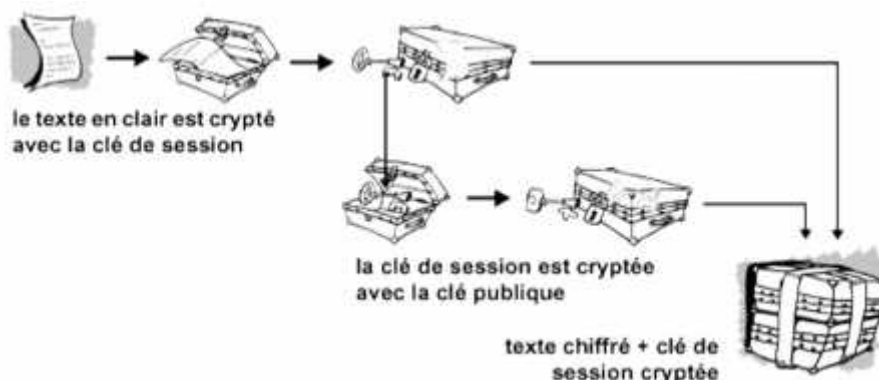 le texte en clair est crypté
avec la clé de session
la clé de session est cryptée
avec la clé publique
texte chiffré + clé de
session cryptée